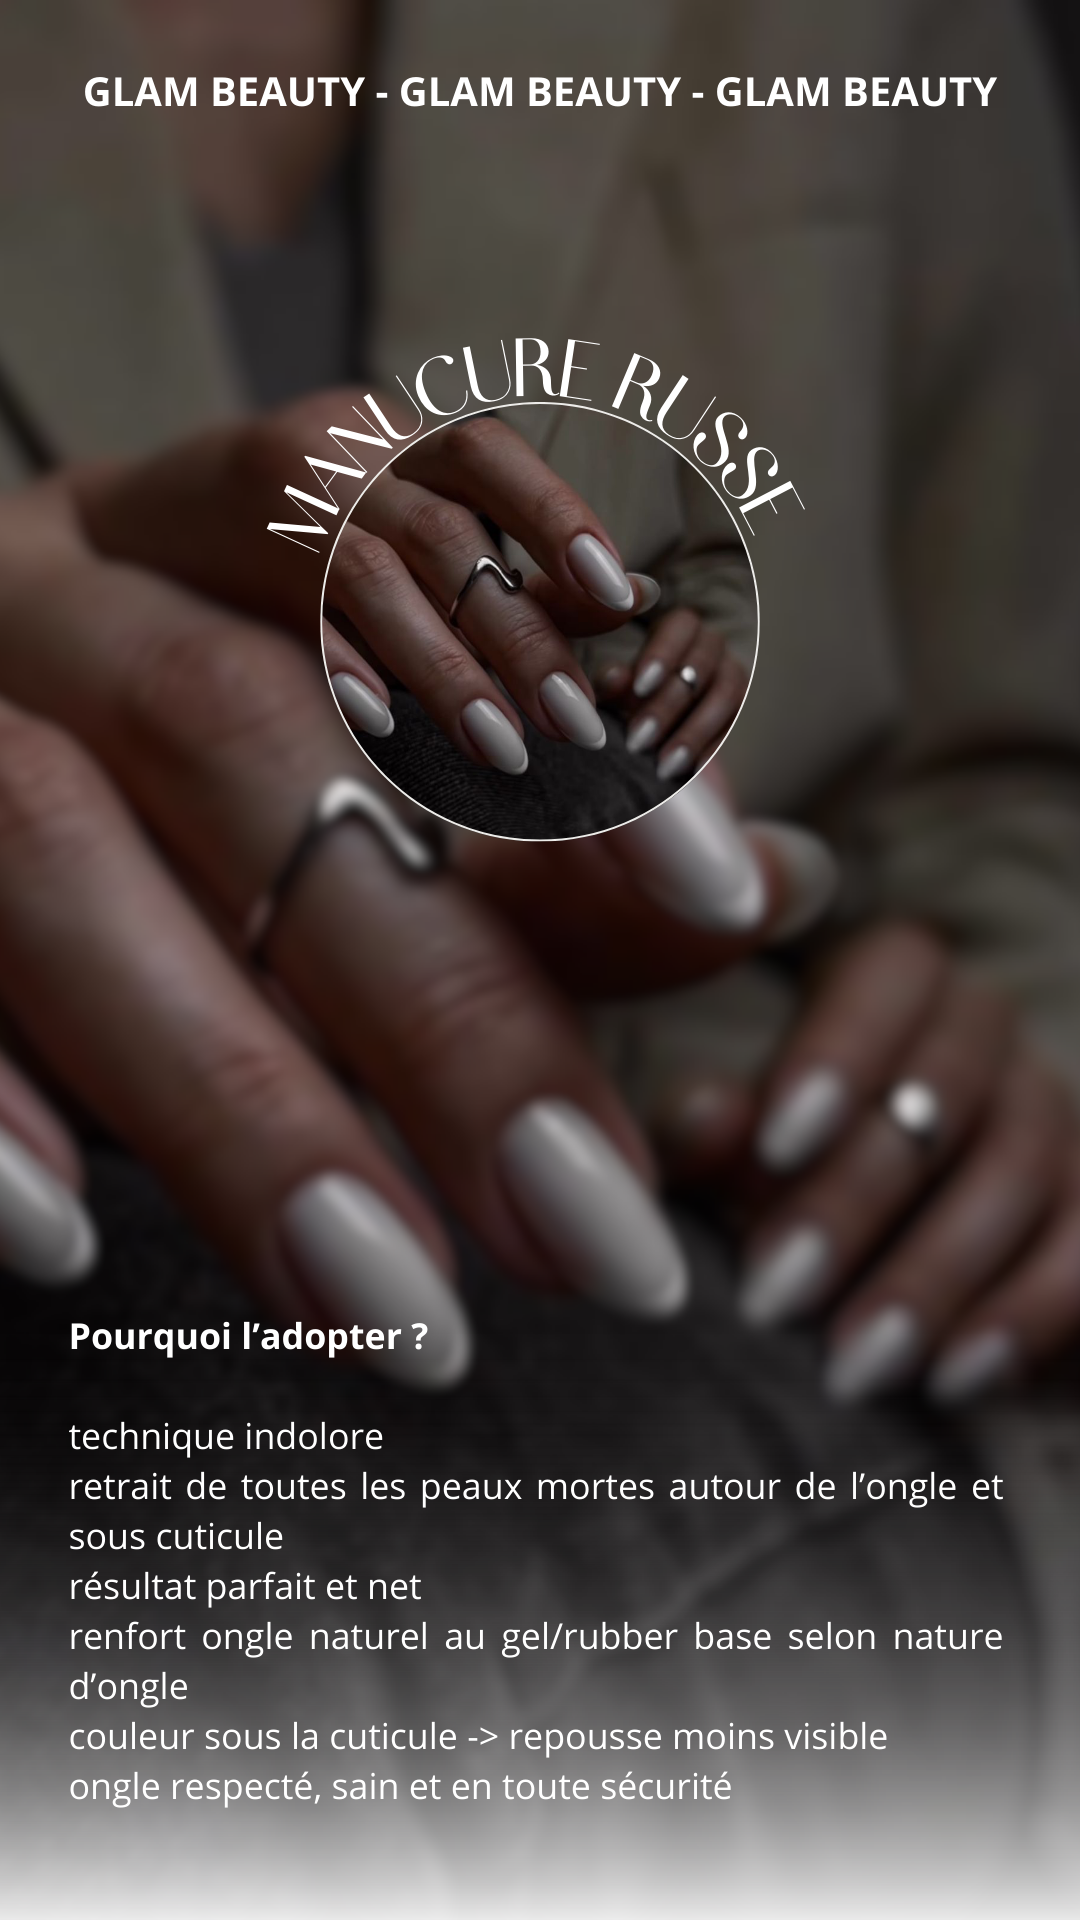 GLAM BEAUTY - GLAM BEAUTY - GLAM BEAUTY
MANUCURE RUSSE
Pourquoi l’adopter ?
technique indolore
retrait de toutes les peaux mortes autour de l’ongle et
sous cuticule
résultat parfait et net
renfort ongle naturel au gel/rubber base selon nature
d’ongle
couleur sous la cuticule -> repousse moins visible
ongle respecté, sain et en toute sécurité